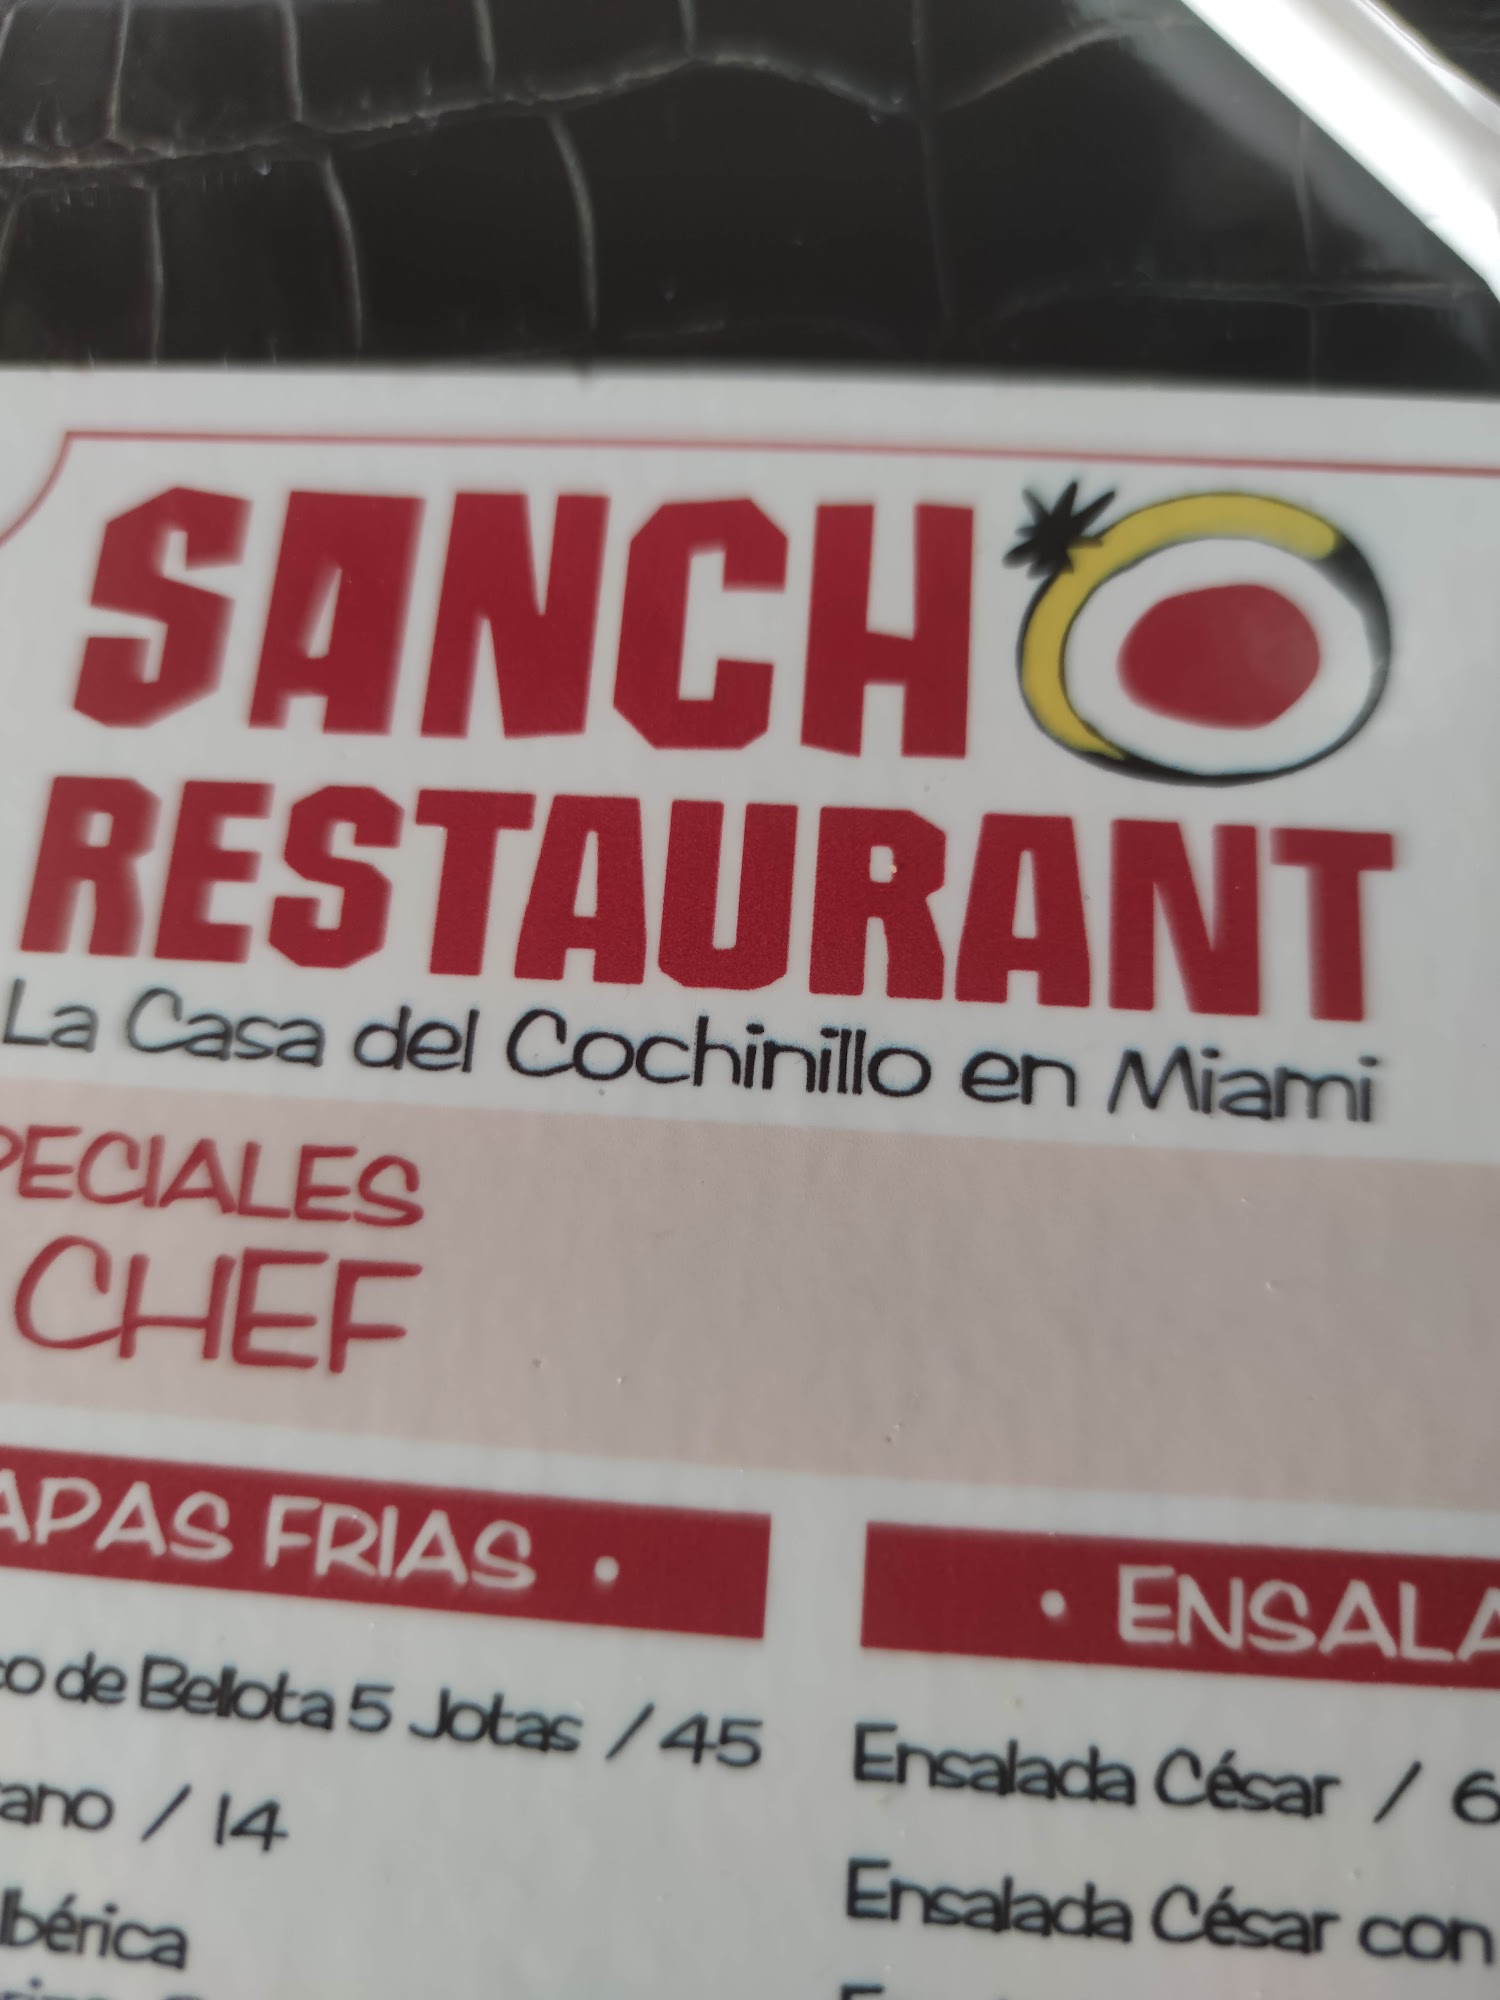 SANCHO
RESTAURANT
La Casa del Cochinillo en Miami
PECIALES
CHEF
APAS FRIAS •
• ENSALA
co de Bellota 5 Jotas / 45
rano / 14
Ibérica
Ensalada César / 6
Ensalada César con